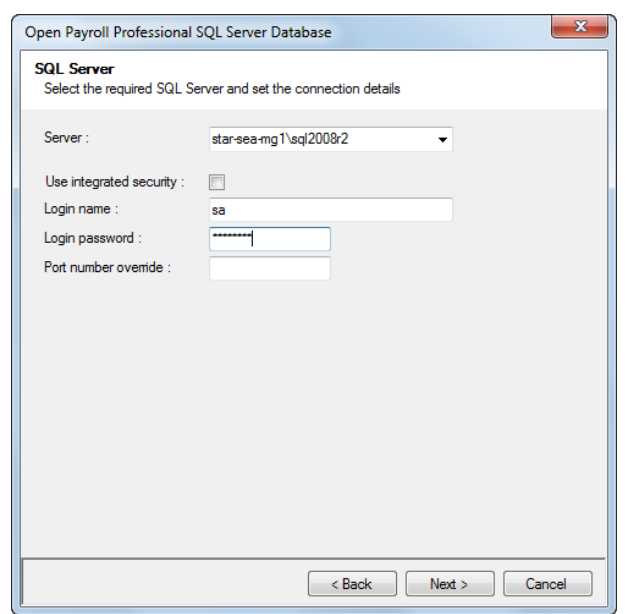 Open Payroll Professional SQL Server Database
SQL Server
Select the required SQL Server and set the connection details
Server : star-sea-mg1\sql2008r2
Use integrated security :
Login name : sa
Login password : ********
Port number override :
< Back Next > Cancel